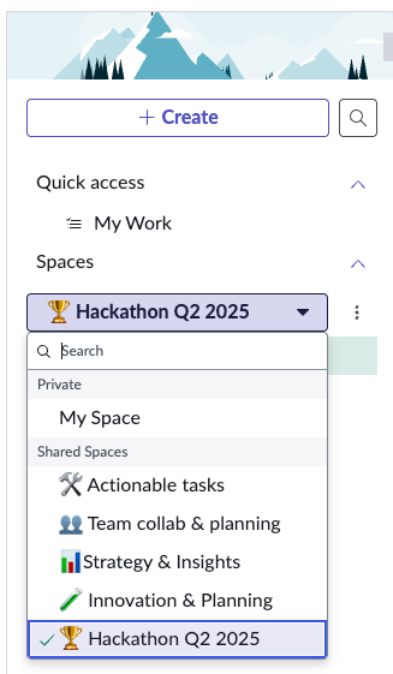 + Create
Quick access
My Work
Spaces
🏆 Hackathon Q2 2025
Search
Private
My Space
Shared Spaces
🛠️ Actionable tasks
👥 Team collab & planning
📊 Strategy & Insights
🧪 Innovation & Planning
✓ 🏆 Hackathon Q2 2025